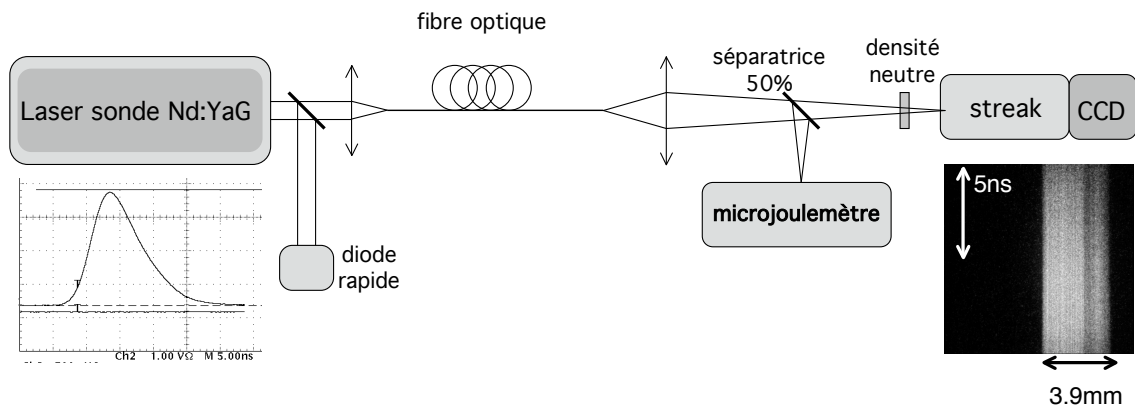 fibre optique
séparatrice
50%
densité
neutre
Laser sonde Nd:YaG
streak
CCD
5ns
microjoulemètre
diode
rapide
Ch2 1.00 VΩ M 5.00ns
3.9mm